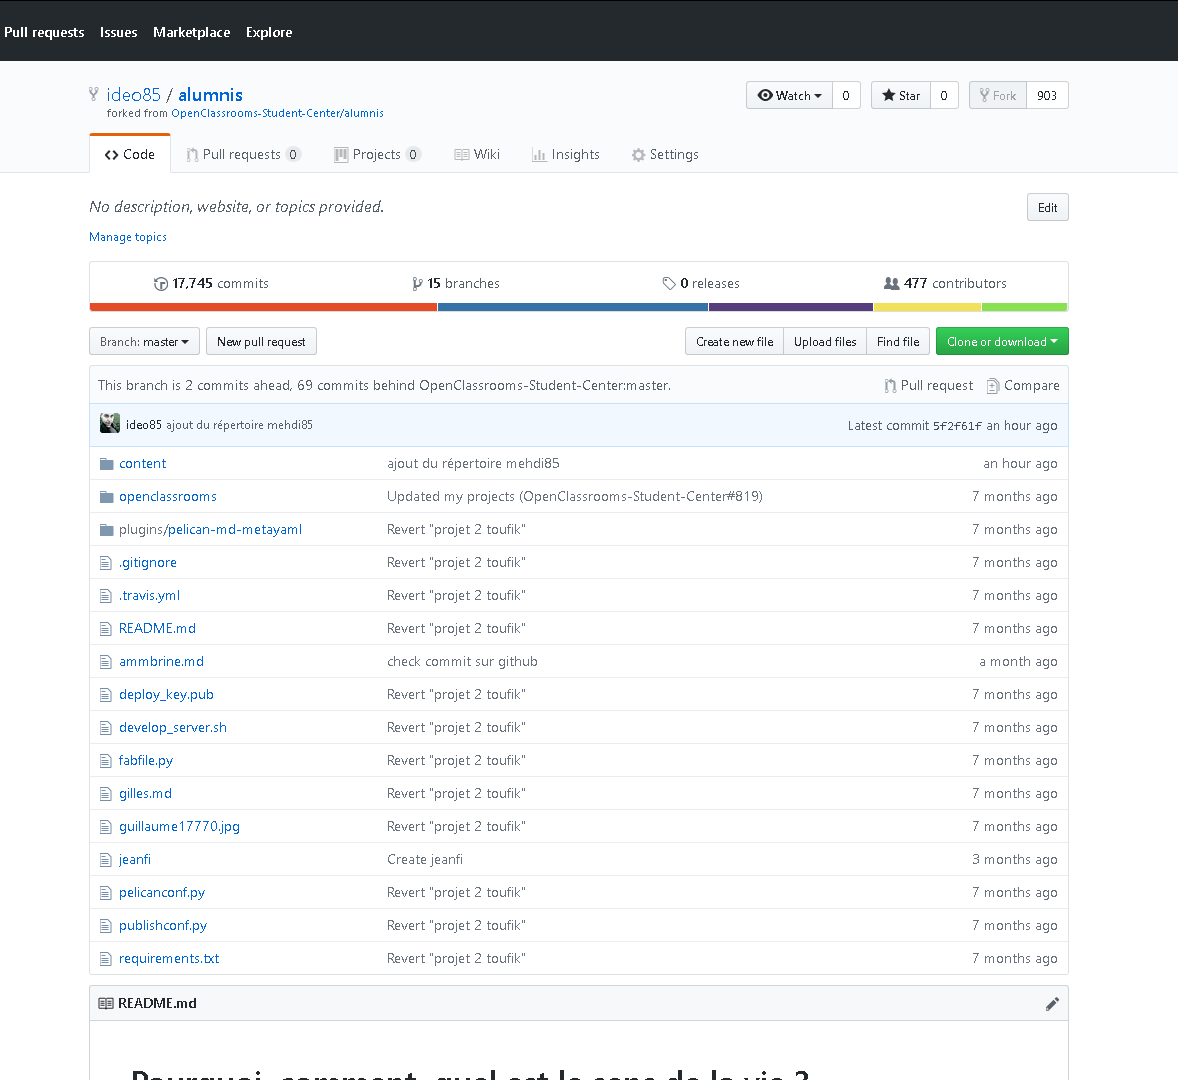 Pull requests Issues Marketplace Explore
ideo85 / alumnis
Watch 0 Star 0 Fork 903
forked from OpenClassrooms-Student-Center/alumnis
Code Pull requests 0 Projects 0 Wiki Insights Settings
No description, website, or topics provided. Edit
Manage topics
17,745 commits 15 branches 0 releases 477 contributors
Branch: master New pull request Create new file Upload files Find file Clone or download
This branch is 2 commits ahead, 69 commits behind OpenClassrooms-Student-Center:master. Pull request Compare
ideo85 ajout du répertoire mehdi85 Latest commit 5f2f61f an hour ago
content ajout du répertoire mehdi85 an hour ago
openclassrooms Updated my projects (OpenClassrooms-Student-Center#819) 7 months ago
plugins/pelican-md-metayaml Revert "projet 2 toufik" 7 months ago
.gitignore Revert "projet 2 toufik" 7 months ago
.travis.yml Revert "projet 2 toufik" 7 months ago
README.md Revert "projet 2 toufik" 7 months ago
ammbrine.md check commit sur github a month ago
deploy_key.pub Revert "projet 2 toufik" 7 months ago
develop_server.sh Revert "projet 2 toufik" 7 months ago
fabfile.py Revert "projet 2 toufik" 7 months ago
gilles.md Revert "projet 2 toufik" 7 months ago
guillaume17770.jpg Revert "projet 2 toufik" 7 months ago
jeanfi Create jeanfi 3 months ago
pelicanconf.py Revert "projet 2 toufik" 7 months ago
publishconf.py Revert "projet 2 toufik" 7 months ago
requirements.txt Revert "projet 2 toufik" 7 months ago
README.md
Pourquoi, comment, quel est le sens de la vie ?